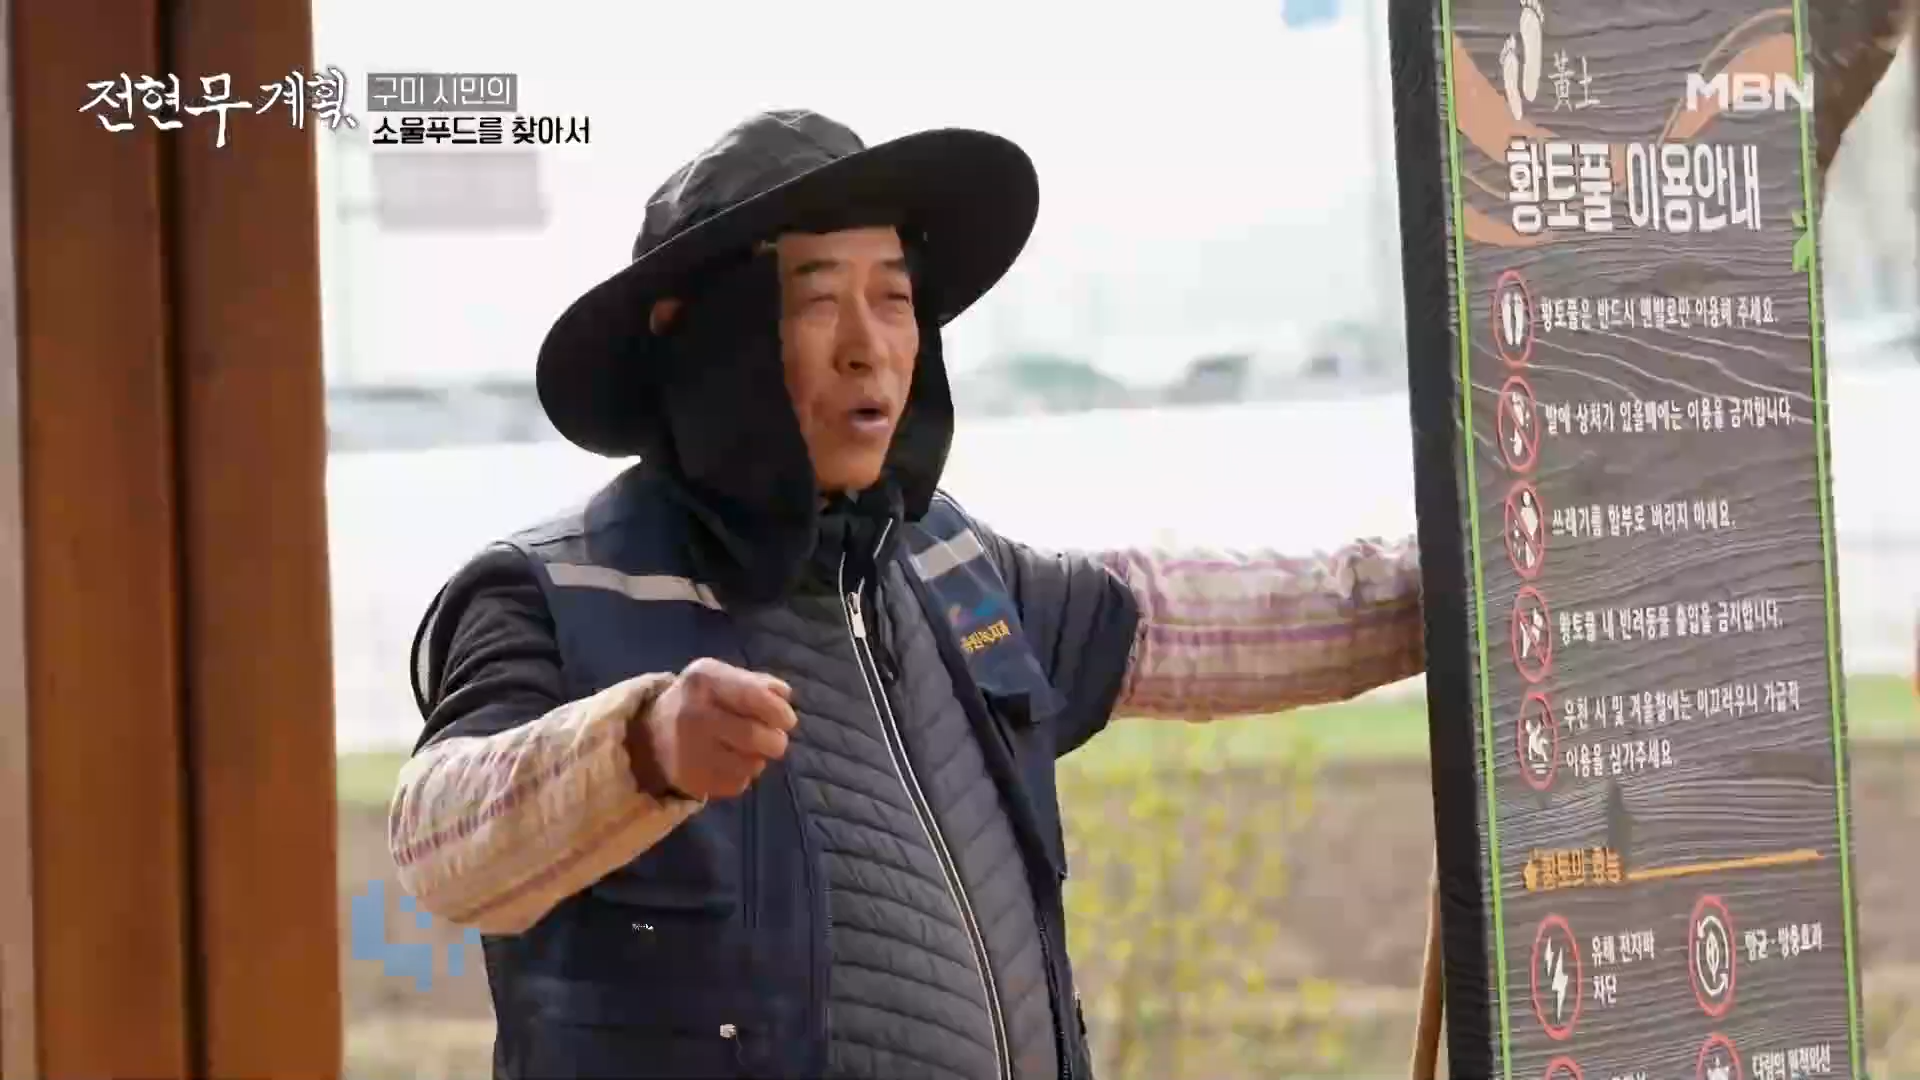 전현무계획
구미 시민의
소울푸드를 찾아서
MBN
黃土
황토풀 이용안내
황토풀은 반드시 맨발로만 이용해 주세요.
발에 상처가 있을때에는 이용을 금지합니다.
쓰레기를 함부로 버리지 마세요.
황토풀 내 반려동물 출입을 금지합니다.
우천 시 및 겨울철에는 미끄러우니 가급적
이용을 삼가주세요.
황토의 효능
유해 전자파
차단
항균·방충효과
다량의 원적외선